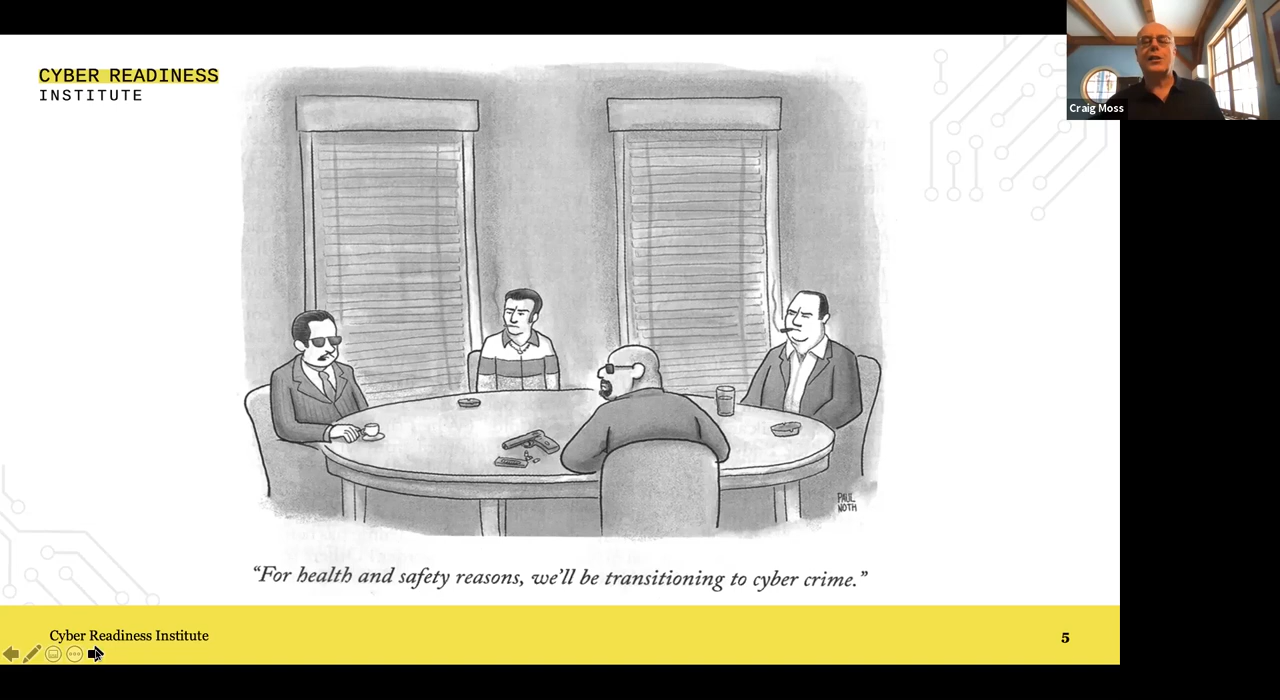 CYBER READINESS
INSTITUTE
Craig Moss
PAUL
NOTH
“For health and safety reasons, we’ll be transitioning to cyber crime.”
Cyber Readiness Institute
5